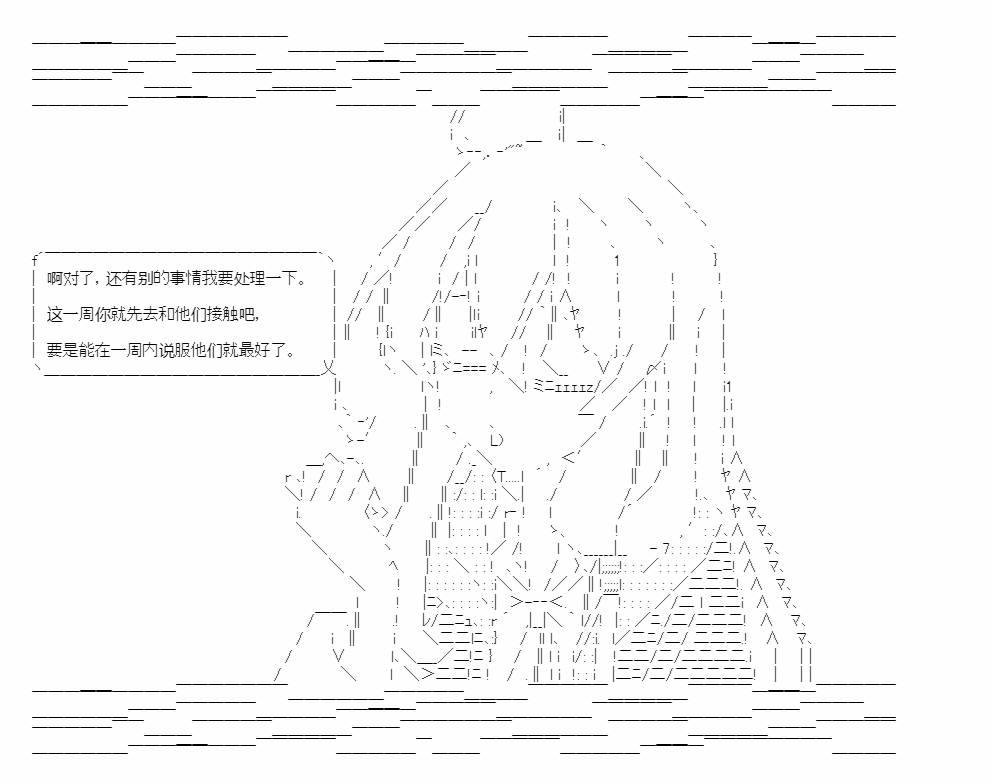 啊对了，还有别的事情我要处理一下。
这一周你就先去和他们接触吧，
要是能在一周内说服他们就最好了。